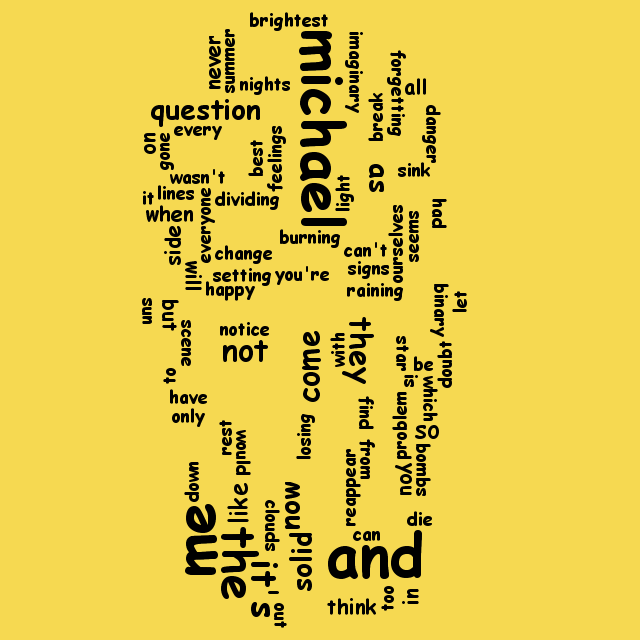 brightest
never
summer
michael
imaginary
forgetting
nights
all
question
break
danger
every
on
gone
best
feelings
wasn't
as
sink
it
lines
everyone
dividing
light
when
had
side
burning
ourselves
seems
change
can't
will
setting
you're
signs
happy
raining
binary
let
sun
but
scene
notice
not
they
with
come
star
doubt
be
is
which
to
have
only
find
problem
losing
so
rest
would
from
you
bombs
down
reappear
like
now
me
the
clouds
solid
die
can
and
it's
out
think
too
in